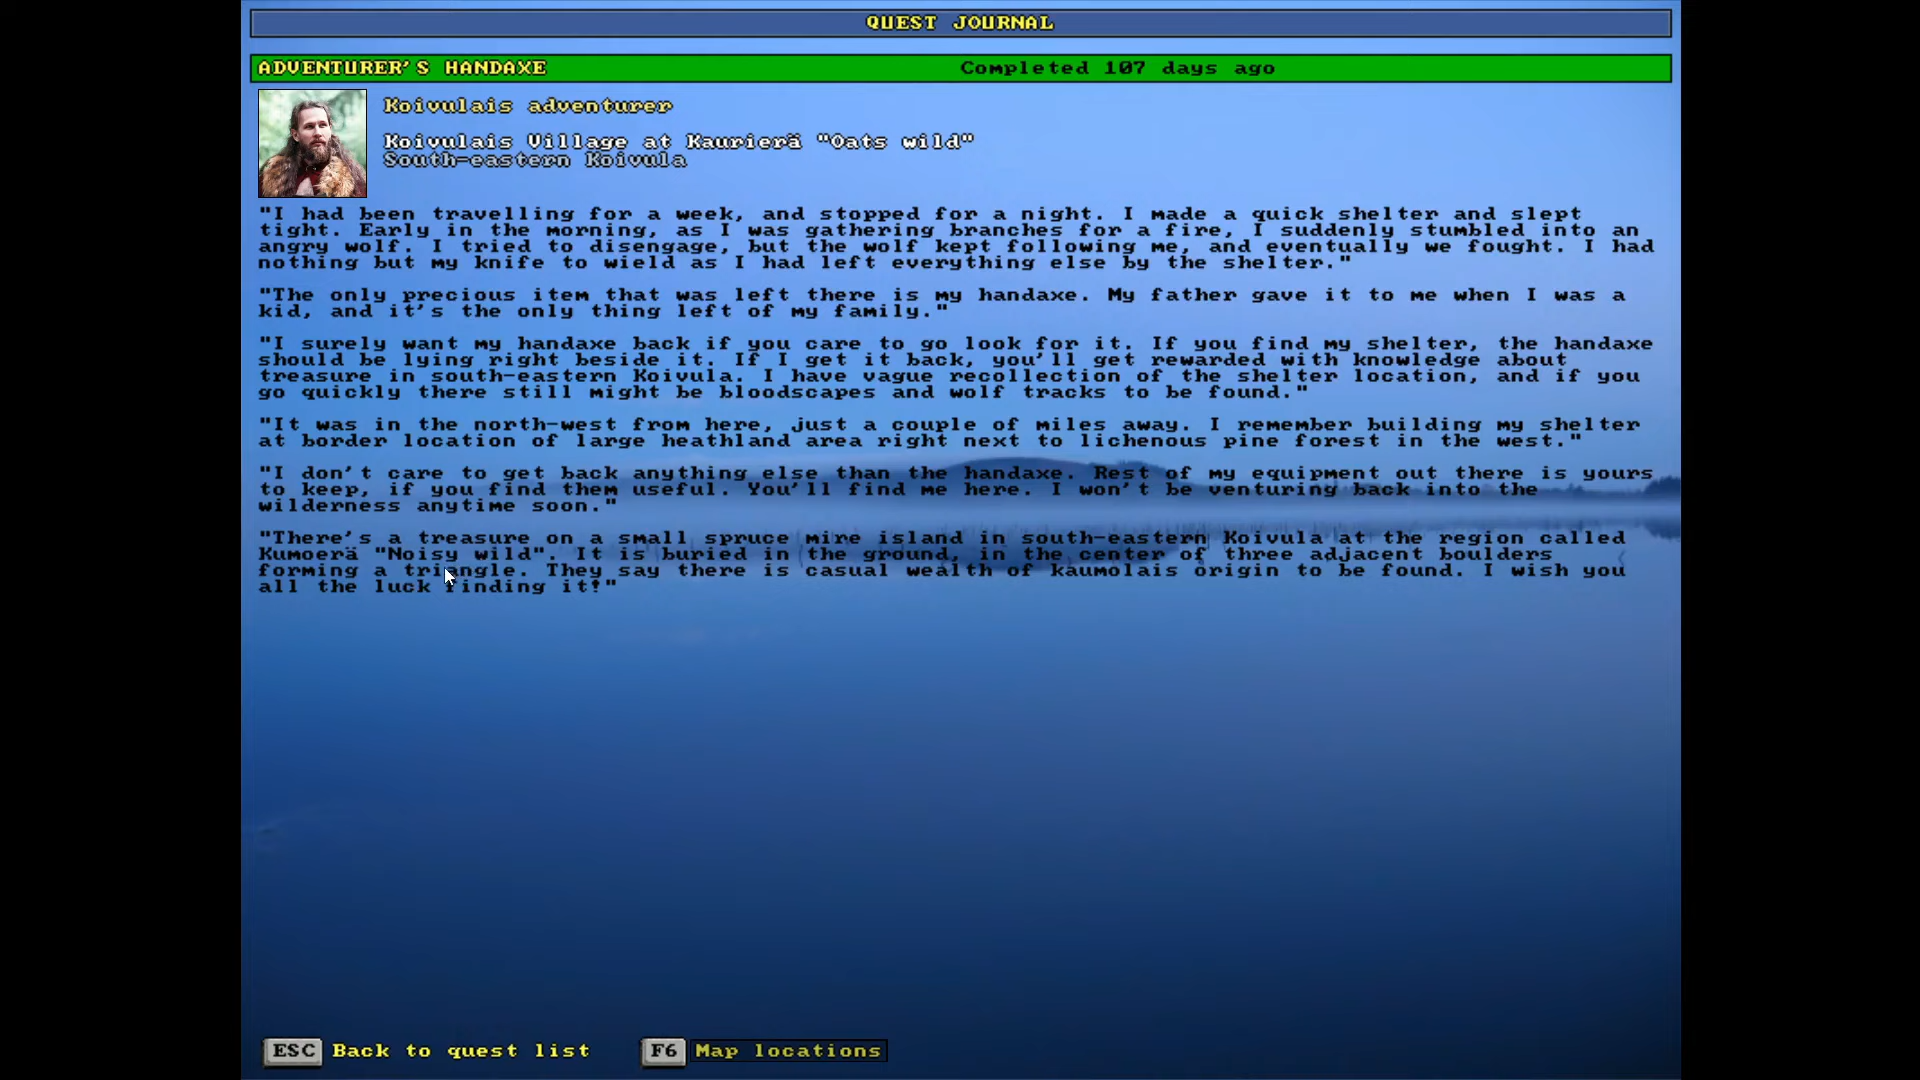 QUEST JOURNAL
ADVENTURER'S HANDAXE Completed 107 days ago
Koivulais adventurer
Koivulais Village at Kaurierä "Oats wild"
South-eastern Koivula
"I had been travelling for a week, and stopped for a night. I made a quick shelter and slept
tight. Early in the morning, as I was gathering branches for a fire, I suddenly stumbled into an
angry wolf. I tried to disengage, but the wolf kept following me, and eventually we fought. I had
nothing but my knife to wield as I had left everything else by the shelter."
"The only precious item that was left there is my handaxe. My father gave it to me when I was a
kid, and it's the only thing left of my family."
"I surely want my handaxe back if you care to go look for it. If you find my shelter, the handaxe
should be lying right beside it. If I get it back, you'll get rewarded with knowledge about
treasure in south-eastern Koivula. I have vague recollection of the shelter location, and if you
go quickly there still might be bloodscapes and wolf tracks to be found."
"It was in the north-west from here, just a couple of miles away. I remember building my shelter
at border location of large heathland area right next to lichenous pine forest in the west."
"I don't care to get back anything else than the handaxe. Rest of my equipment out there is yours
to keep, if you find them useful. You'll find me here. I won't be venturing back into the
wilderness anytime soon."
"There's a treasure on a small spruce mire island in south-eastern Koivula at the region called
Kumoerä "Noisy wild". It is buried in the ground, in the center of three adjacent boulders
forming a triangle. They say there is casual wealth of kaumolais origin to be found. I wish you
all the luck finding it!"
ESC Back to quest list F6 Map locations